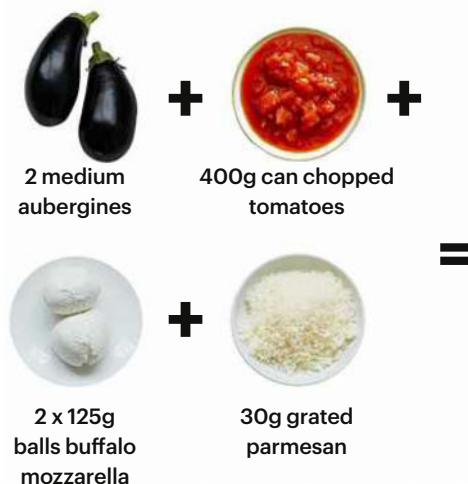 2 medium
aubergines
+
400g can chopped
tomatoes
+
2 x 125g
balls buffalo
mozzarella
+
30g grated
parmesan
=